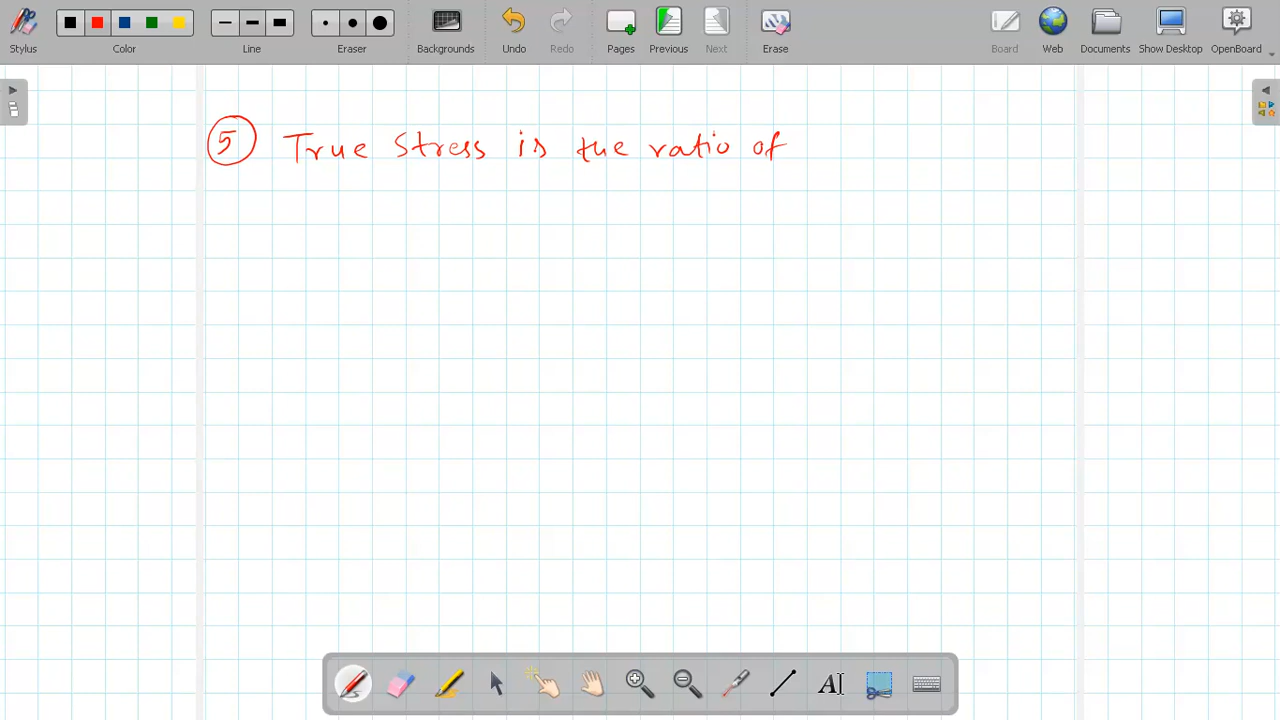 Stylus
Color
Line
Eraser
Backgrounds
Undo
Redo
Pages
Previous
Next
Erase
Board
Web
Documents
Show Desktop
OpenBoard
5 True Stress is the ratio of